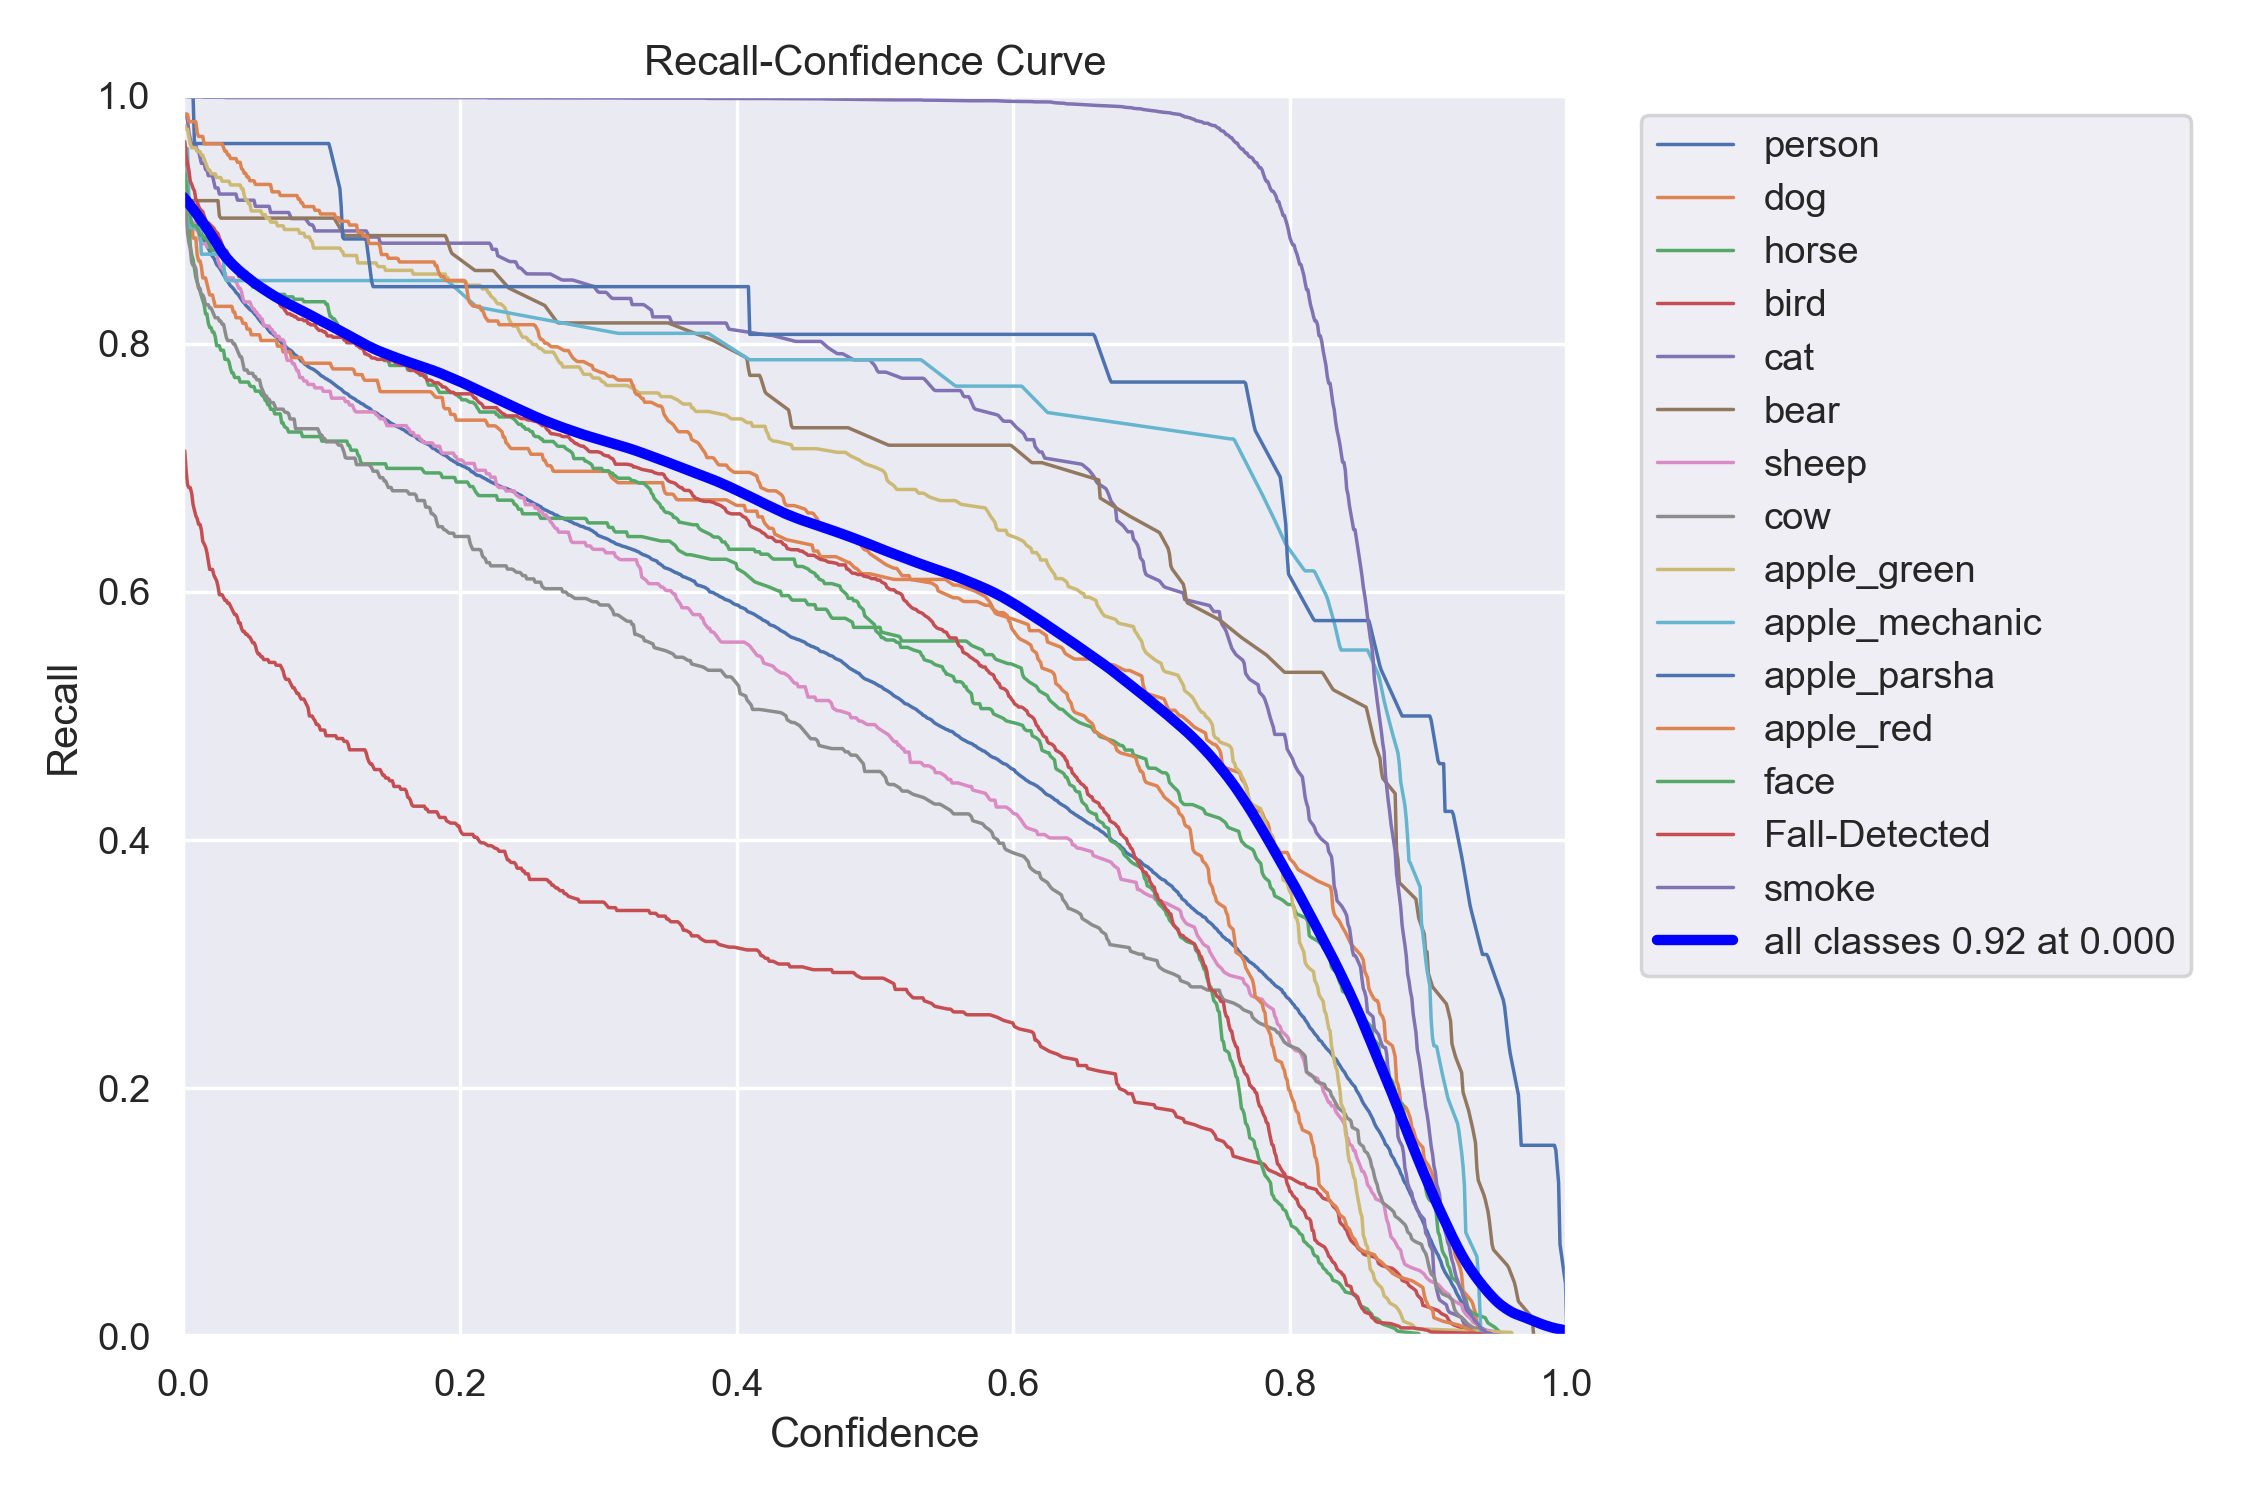 Recall-Confidence Curve
1.0
0.8
0.6
0.4
0.2
0.0
Recall
0.0 0.2 0.4 0.6 0.8 1.0
Confidence
person
dog
horse
bird
cat
bear
sheep
cow
apple_green
apple_mechanic
apple_parsha
apple_red
face
Fall-Detected
smoke
all classes 0.92 at 0.000